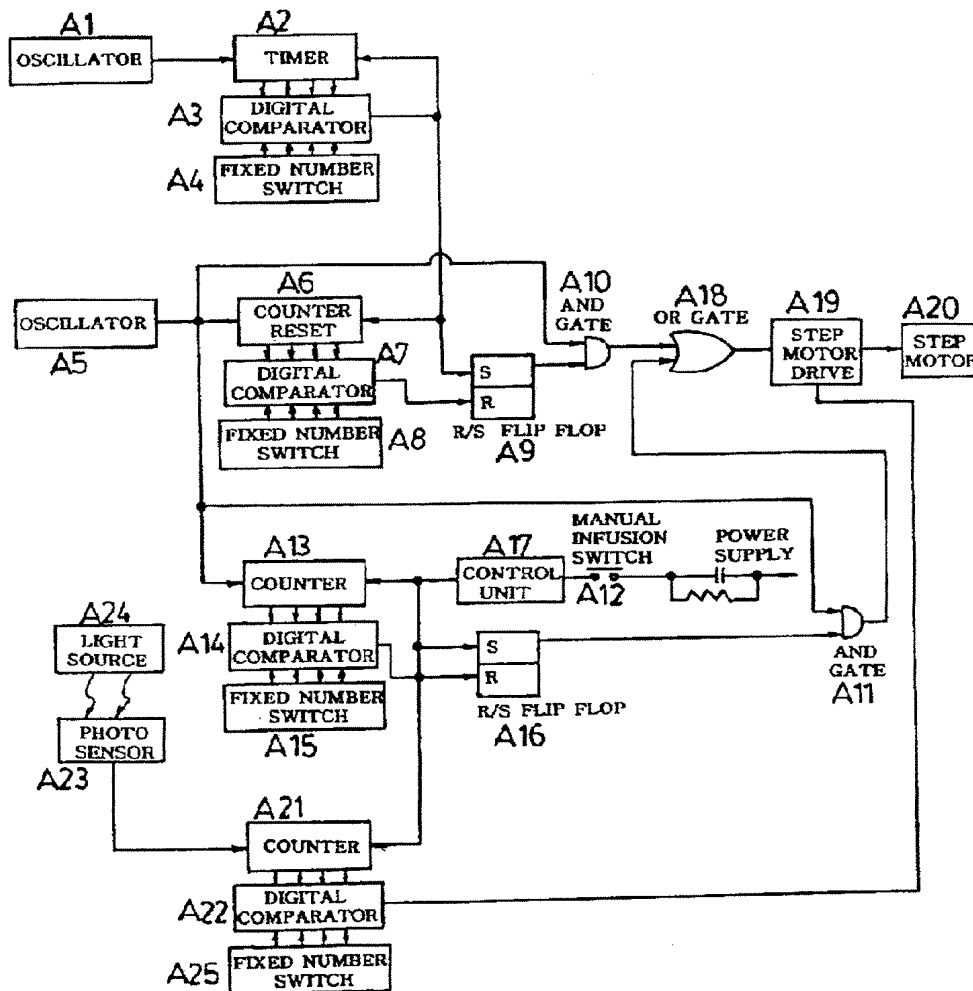 A1
OSCILLATOR
A2
TIMER
A3
DIGITAL
COMPARATOR
A4
FIXED NUMBER
SWITCH
OSCILLATOR
A5
A6
COUNTER
RESET
A7
DIGITAL
COMPARATOR
FIXED NUMBER
SWITCH
A8
S
R
R/S FLIP FLOP
A9
A10
AND
GATE
A18
OR GATE
A19
STEP
MOTOR
DRIVE
A20
STEP
MOTOR
A13
COUNTER
A14
DIGITAL
COMPARATOR
FIXED NUMBER
SWITCH
A15
A17
CONTROL
UNIT
MANUAL
INFUSION
SWITCH
A12
POWER
SUPPLY
S
R
R/S FLIP FLOP
A16
AND
GATE
A11
A24
LIGHT
SOURCE
PHOTO
SENSOR
A23
A21
COUNTER
A22
DIGITAL
COMPARATOR
A25
FIXED NUMBER
SWITCH